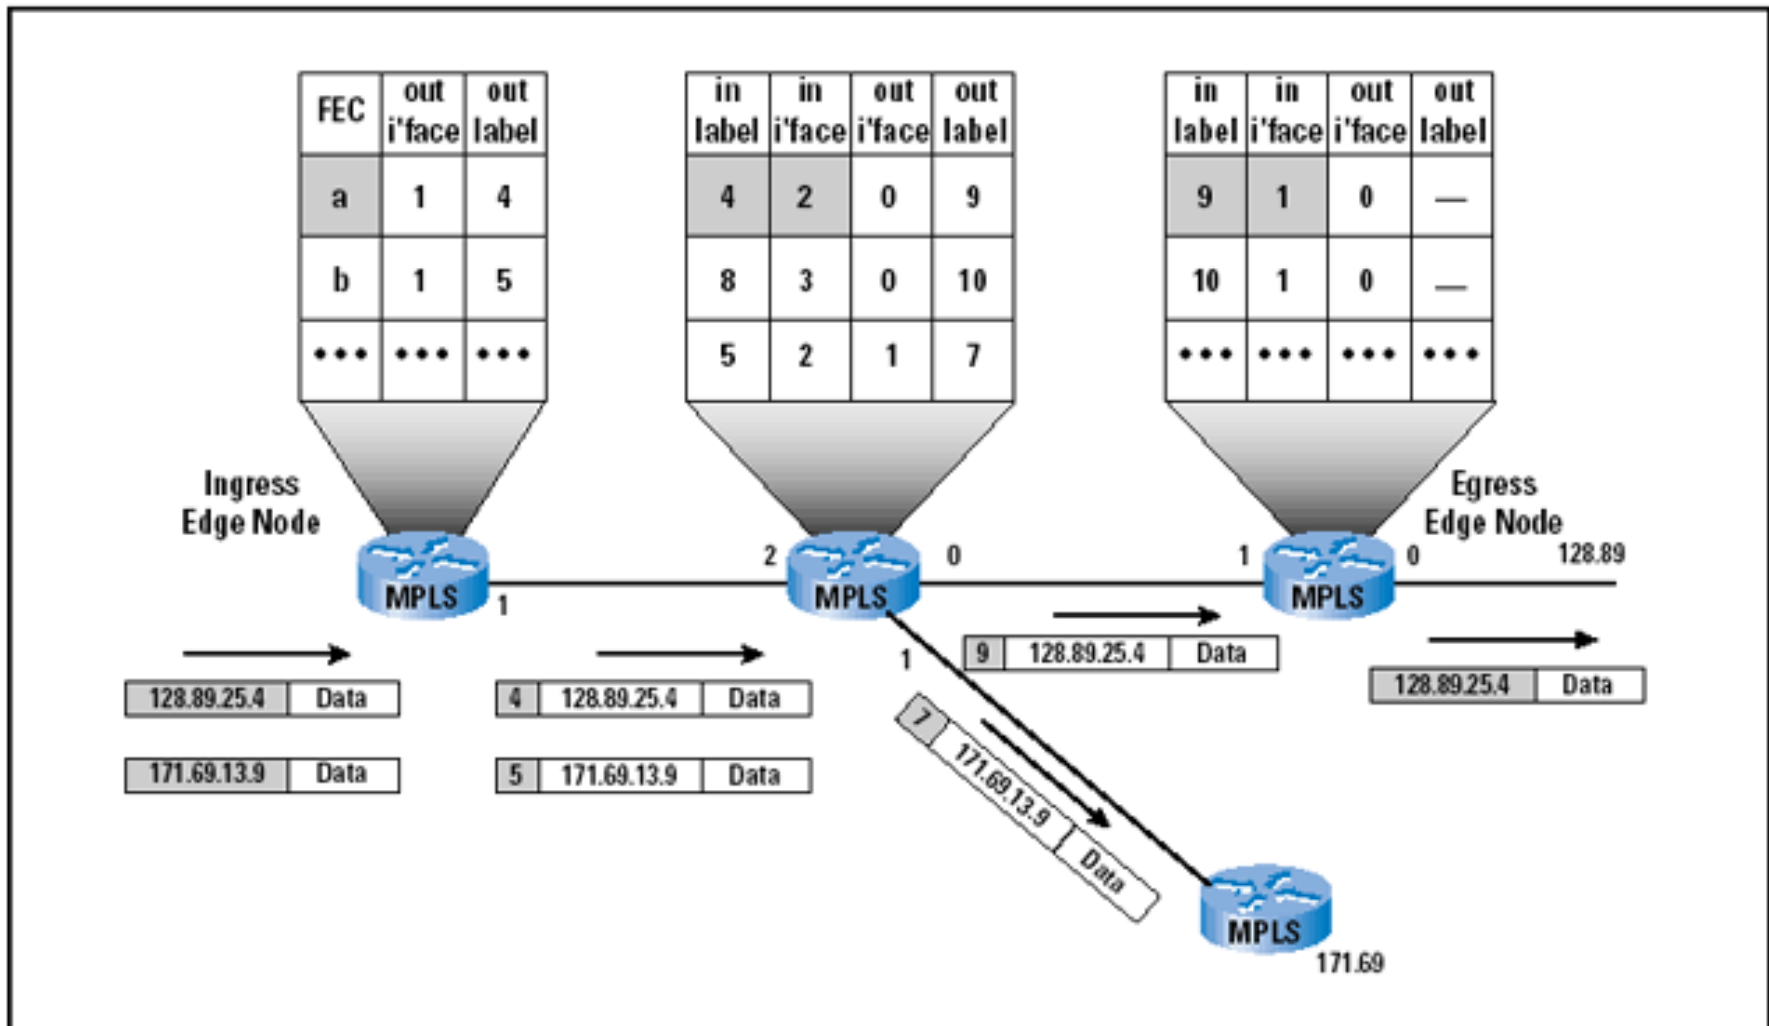 FEC out i'face out label
a 1 4
b 1 5
••• ••• •••
in label in i'face out i'face out label
4 2 0 9
8 3 0 10
5 2 1 7
in label in i'face out i'face out label
9 1 0 —
10 1 0 —
••• ••• ••• •••
Ingress
Edge Node
Egress
Edge Node
MPLS
1
2
MPLS
0
1
1
MPLS
0
128.89
128.89.25.4 Data
171.69.13.9 Data
4 128.89.25.4 Data
5 171.69.13.9 Data
9 128.89.25.4 Data
128.89.25.4 Data
7 171.69.13.9 Data
MPLS
171.69